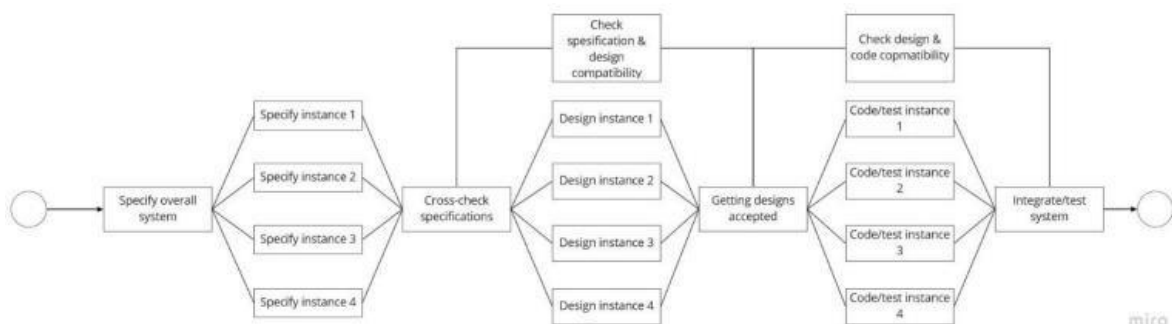 Check
spesification &
design
compatibility
Check design &
code copmatibility
Specify instance 1
Specify instance 2
Specify instance 3
Specify instance 4
Design instance 1
Design instance 2
Design instance 3
Design instance 4
Code/test instance
1
Code/test instance
2
Code/test instance
3
Code/test instance
4
Specify overall
system
Cross-check
specifications
Getting designs
accepted
Integrate/test
system
miro